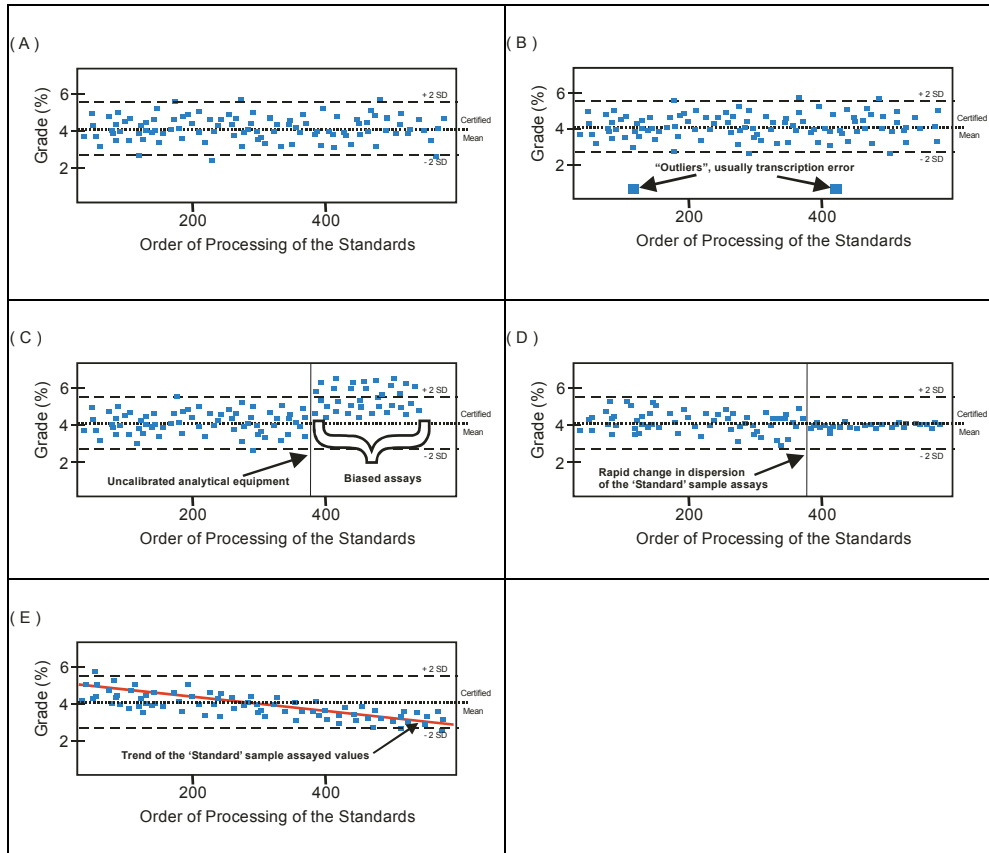 ( A )
Grade (%)
6
4
2
+ 2 SD
Certified
Mean
- 2 SD
200
400
Order of Processing of the Standards
( B )
Grade (%)
6
4
2
+ 2 SD
Certified
Mean
- 2 SD
“Outliers”, usually transcription error
200
400
Order of Processing of the Standards
( C )
Grade (%)
6
4
2
+ 2 SD
Certified
Mean
- 2 SD
Uncalibrated analytical equipment
Biased assays
200
400
Order of Processing of the Standards
( D )
Grade (%)
6
4
2
+ 2 SD
Certified
Mean
- 2 SD
Rapid change in dispersion
of the ‘Standard’ sample assays
200
400
Order of Processing of the Standards
( E )
Grade (%)
6
4
2
+ 2 SD
Certified
Mean
- 2 SD
Trend of the ‘Standard’ sample assayed values
200
400
Order of Processing of the Standards